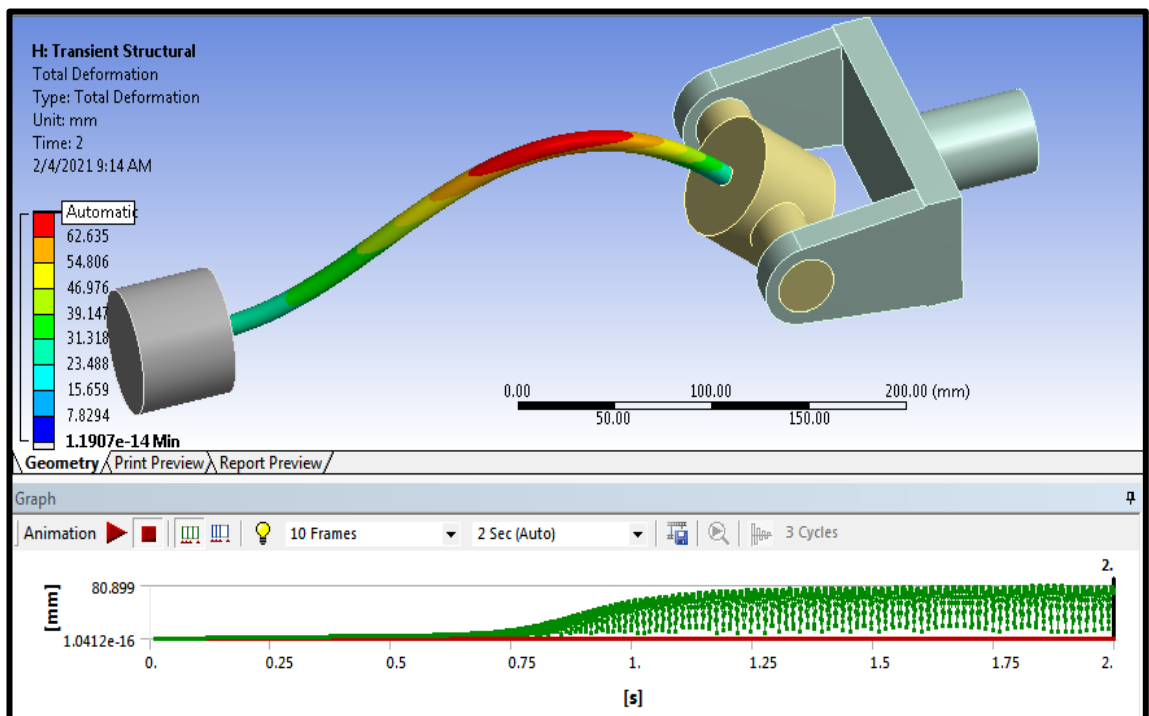 H: Transient Structural
Total Deformation
Type: Total Deformation
Unit: mm
Time: 2
2/4/2021 9:14 AM
Automatic
62.635
54.806
46.976
39.147
31.318
23.488
15.659
7.8294
1.1907e-14 Min
0.00 100.00 200.00 (mm)
50.00 150.00
Geometry Print Preview Report Preview
Graph
Animation 10 Frames 2 Sec (Auto) 3 Cycles
2.
80.899
[mm]
1.0412e-16
0. 0.25 0.5 0.75 1. 1.25 1.5 1.75 2.
[s]